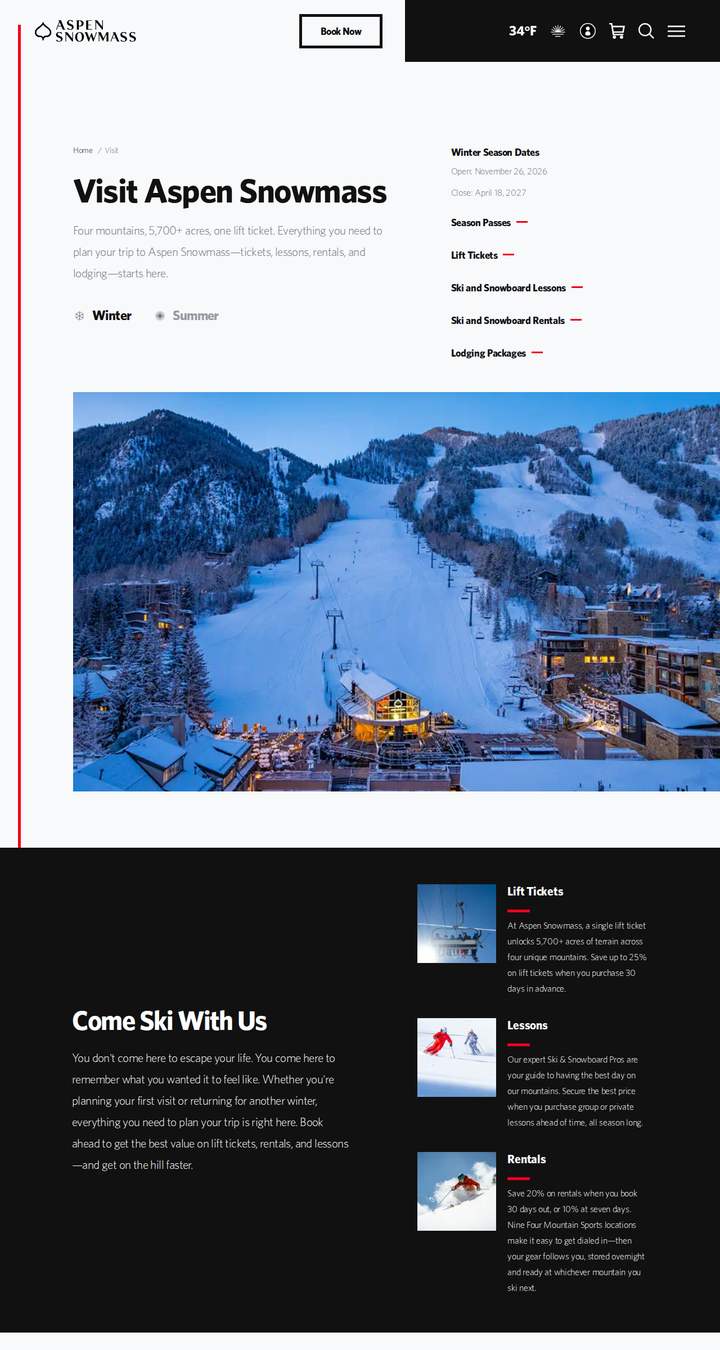 ASPEN
SNOWMASS
Book Now
34°F
Home / Visit
Visit Aspen Snowmass
Four mountains, 5,700+ acres, one lift ticket. Everything you need to
plan your trip to Aspen Snowmass—tickets, lessons, rentals, and
lodging—starts here.
Winter
Summer
Winter Season Dates
Open: November 26, 2026
Close: April 18, 2027
Season Passes
Lift Tickets
Ski and Snowboard Lessons
Ski and Snowboard Rentals
Lodging Packages
Come Ski With Us
You don't come here to escape your life. You come here to
remember what you wanted it to feel like. Whether you're
planning your first visit or returning for another winter,
everything you need to plan your trip is right here. Book
ahead to get the best value on lift tickets, rentals, and lessons
—and get on the hill faster.
Lift Tickets
At Aspen Snowmass, a single lift ticket
unlocks 5,700+ acres of terrain across
four unique mountains. Save up to 25%
on lift tickets when you purchase 30
days in advance.
Lessons
Our expert Ski & Snowboard Pros are
your guide to having the best day on
our mountains. Secure the best price
when you purchase group or private
lessons ahead of time, all season long.
Rentals
Save 20% on rentals when you book
30 days out, or 10% at seven days.
Nine Four Mountain Sports locations
make it easy to get dialed in—then
your gear follows you, stored overnight
and ready at whichever mountain you
ski next.